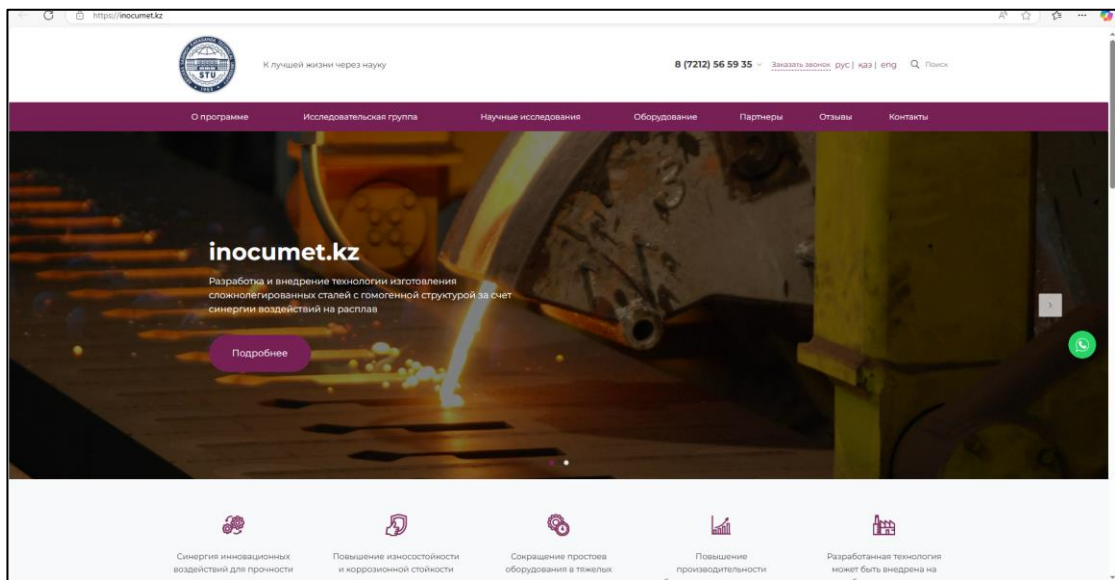 https://inocumet.kz
STU
К лучшей жизни через науку
8 (7212) 56 59 35
Заказать звонок рус | қаз | eng
Поиск
О программе Исследовательская группа Научные исследования Оборудование Партнеры Отзывы Контакты
inocumet.kz
Разработка и внедрение технологии изготовления
сложнолегированных сталей с гомогенной структурой за счет
синергии воздействий на расплав
Подробнее
Синергия инновационных
воздействий для прочности
Повышение износостойкости
и коррозионной стойкости
Сокращение простоев
оборудования в тяжелых
Повышение
производительности
Разработанная технология
может быть внедрена на